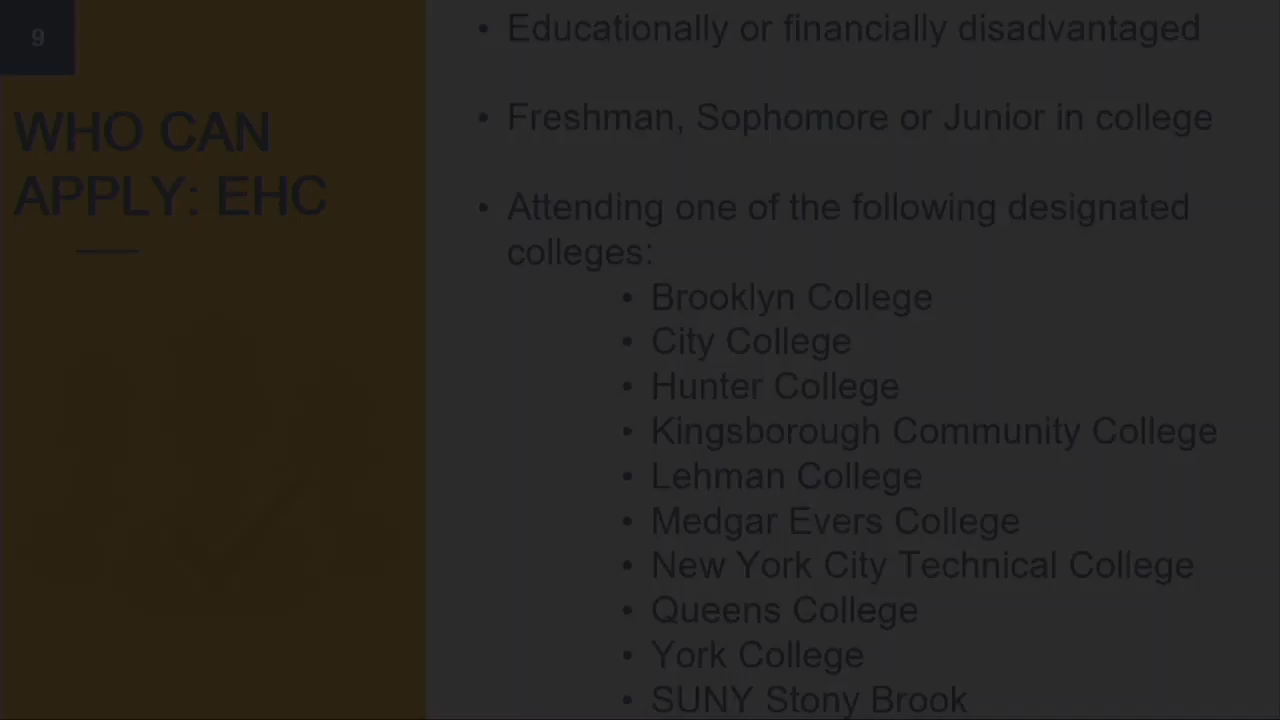 9
WHO CAN
APPLY: EHC
• Educationally or financially disadvantaged
• Freshman, Sophomore or Junior in college
• Attending one of the following designated
colleges:
• Brooklyn College
• City College
• Hunter College
• Kingsborough Community College
• Lehman College
• Medgar Evers College
• New York City Technical College
• Queens College
• York College
• SUNY Stony Brook